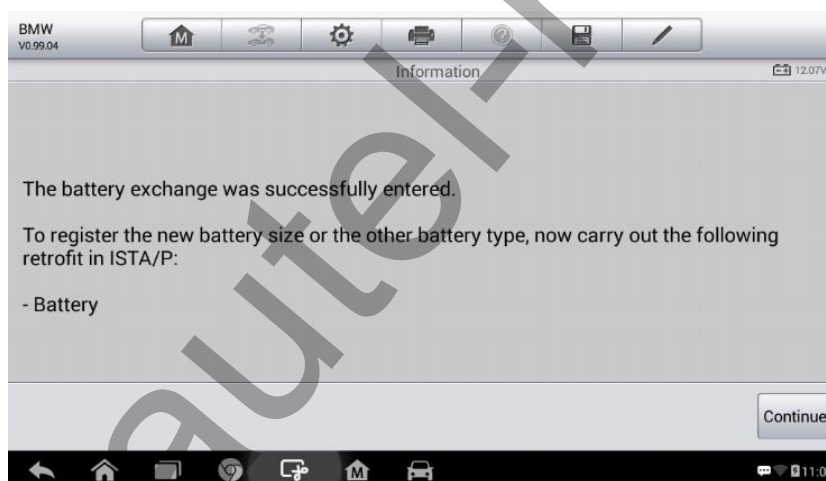 BMW
V0.99.04
Information
12.07V
The battery exchange was successfully entered.
To register the new battery size or the other battery type, now carry out the following
retrofit in ISTA/P:
- Battery
Continue
autel-